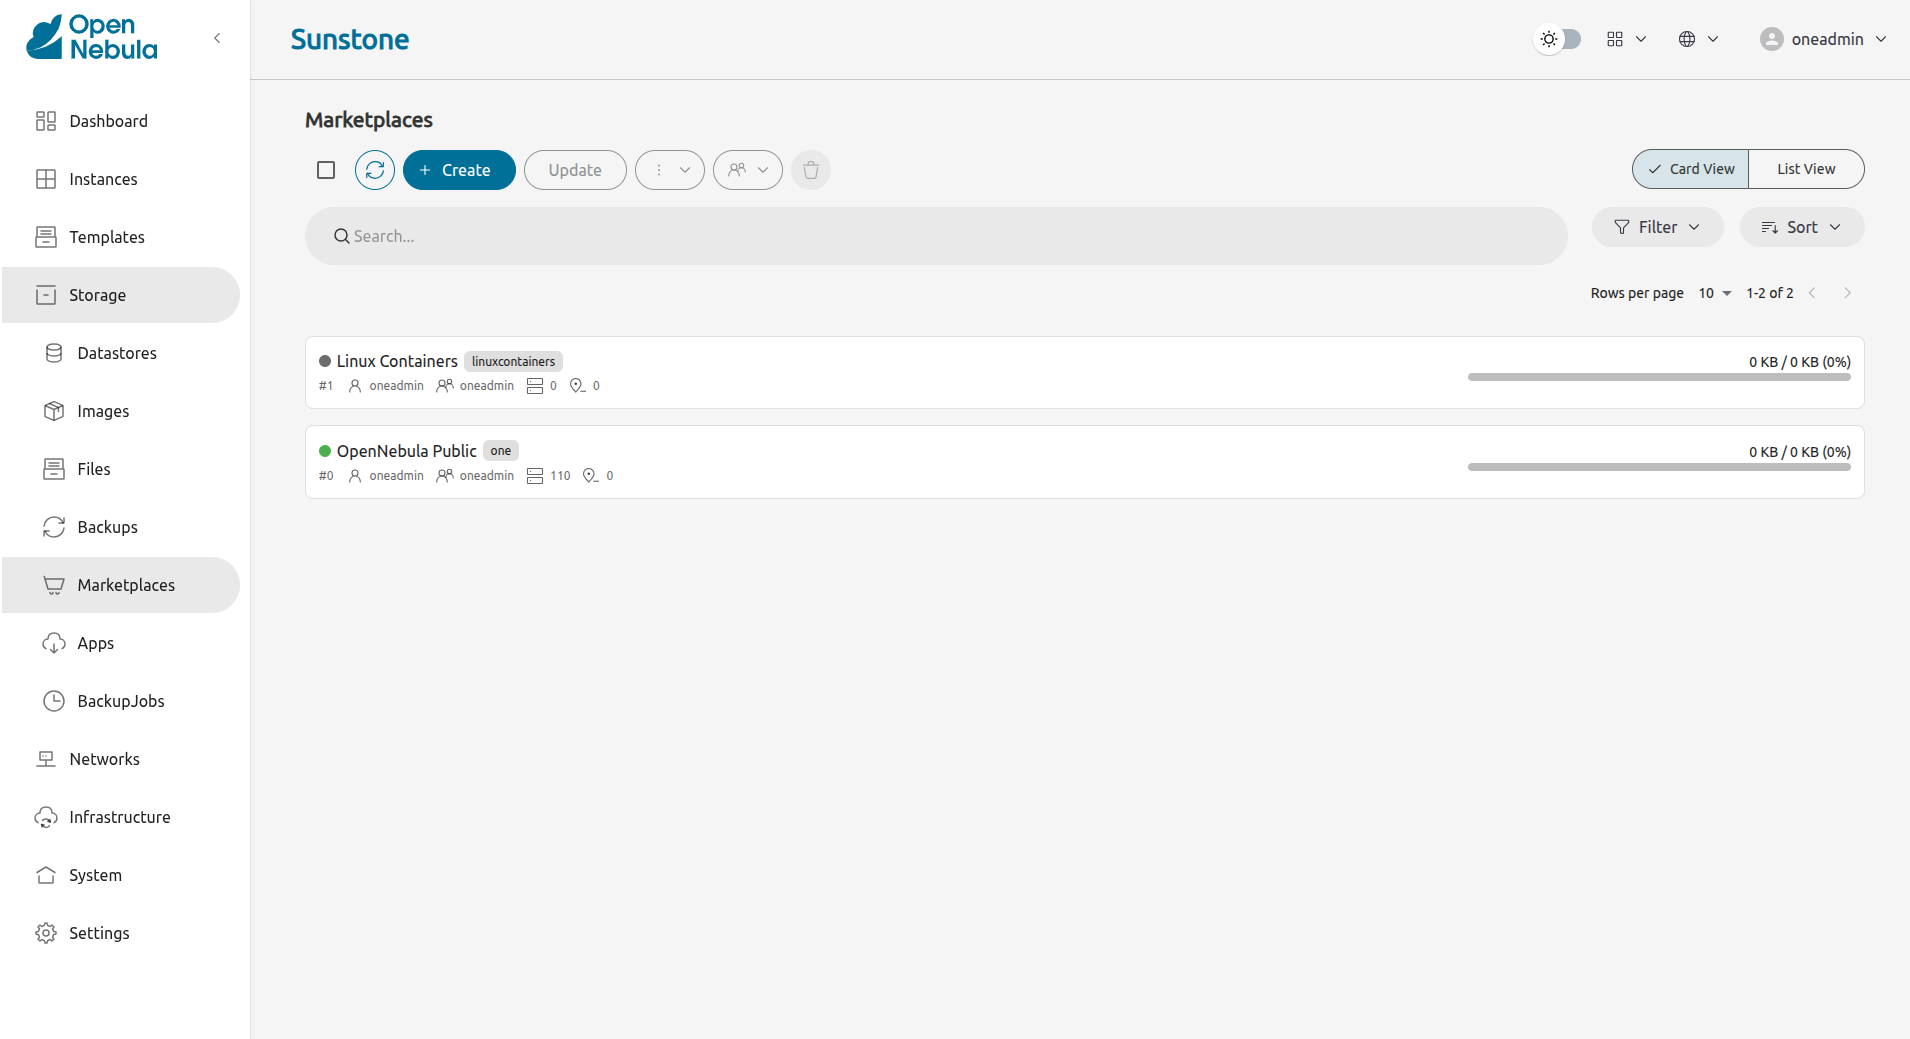 Open
Nebula
Sunstone
oneadmin
Dashboard
Instances
Templates
Storage
Datastores
Images
Files
Backups
Marketplaces
Apps
BackupJobs
Networks
Infrastructure
System
Settings
Marketplaces
+ Create
Update
Card View
List View
Search...
Filter
Sort
Rows per page 10 1-2 of 2
Linux Containers linuxcontainers
0 KB / 0 KB (0%)
#1 oneadmin oneadmin 0 0
OpenNebula Public one
0 KB / 0 KB (0%)
#0 oneadmin oneadmin 110 0